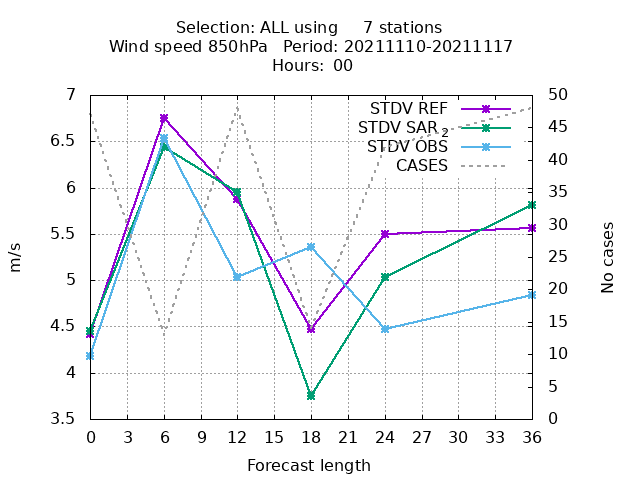 Selection: ALL using     7 stations
Wind speed 850hPa   Period: 20211110-20211117
Hours:  00
STDV REF
STDV SAR 2
STDV OBS
CASES
7
6.5
6
5.5
5
4.5
4
3.5
m/s
50
45
40
35
30
25
20
15
10
5
0
No cases
0 3 6 9 12 15 18 21 24 27 30 33 36
Forecast length